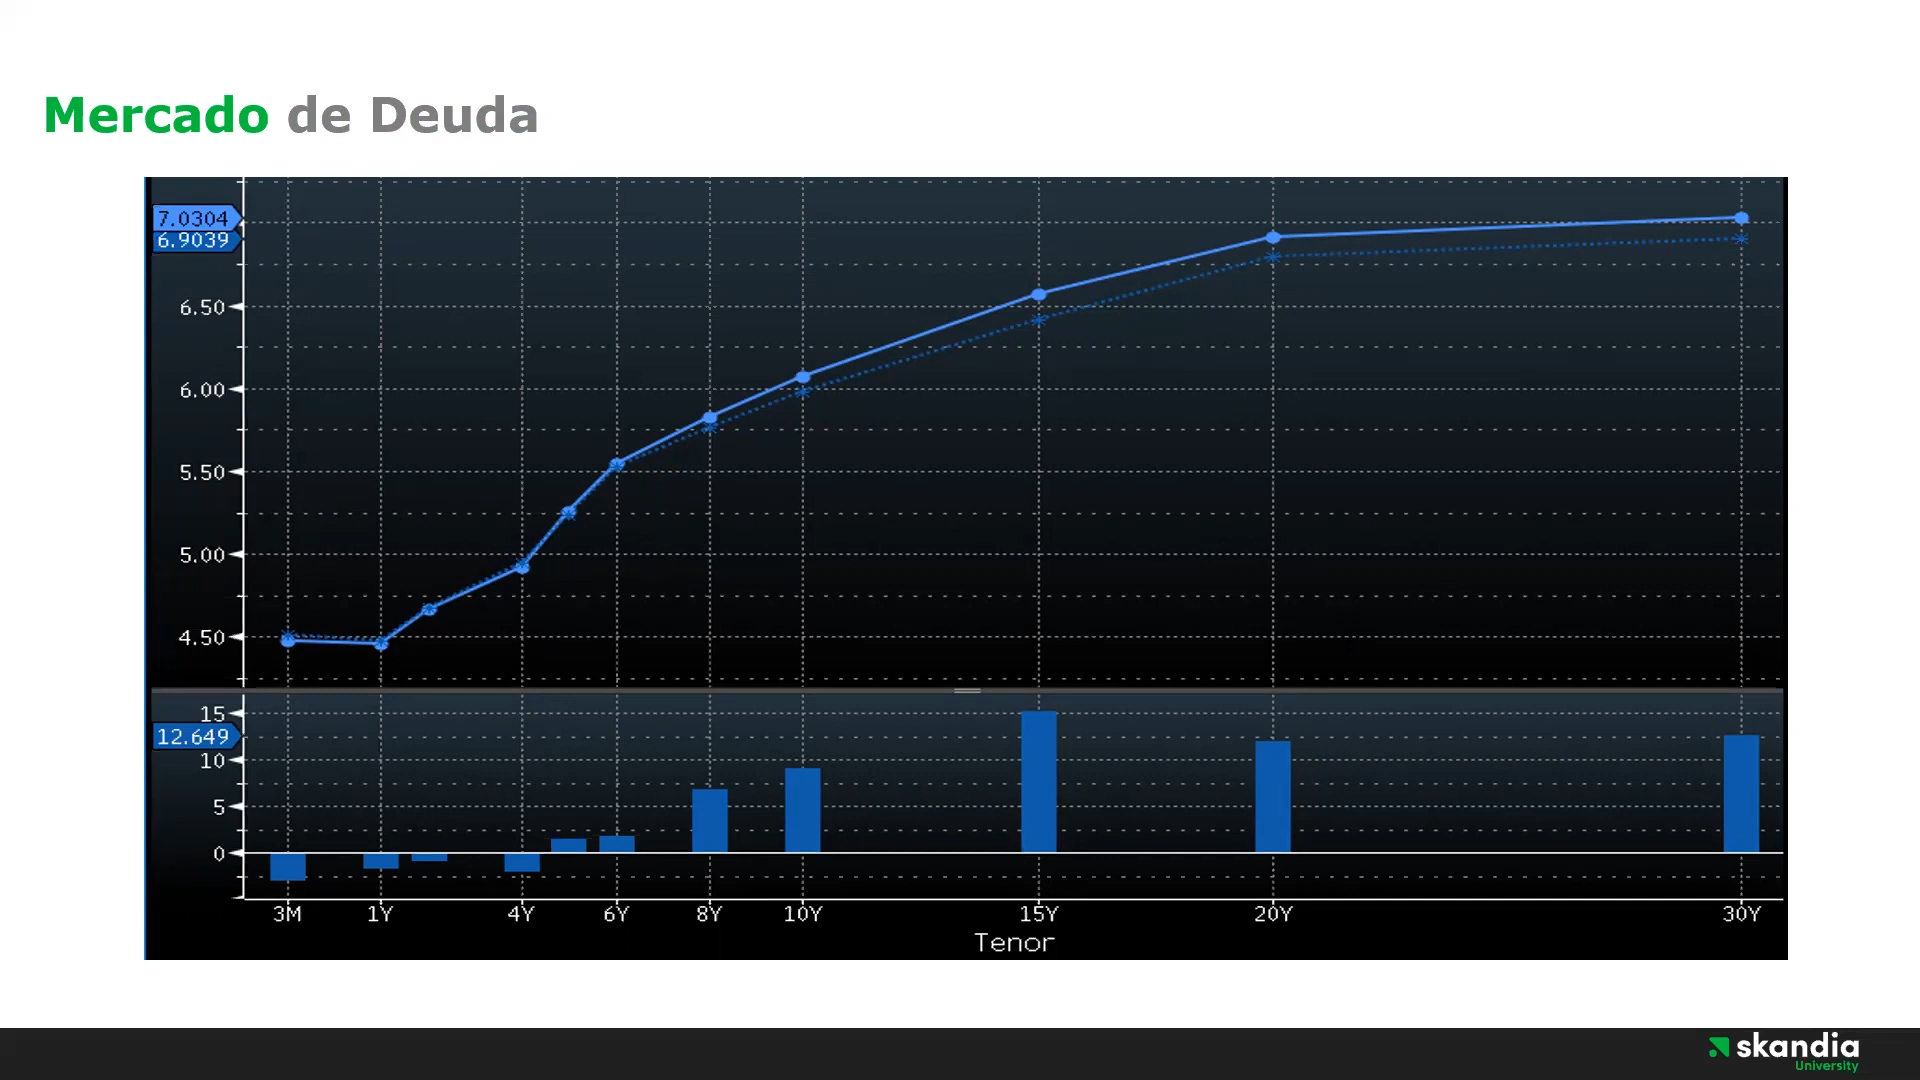 Mercado de Deuda
7.0304
6.9039
6.50
6.00
5.50
5.00
4.50
15
12.649
10
5
0
3M 1Y 4Y 6Y 8Y 10Y 15Y 20Y 30Y
Tenor
skandia
University